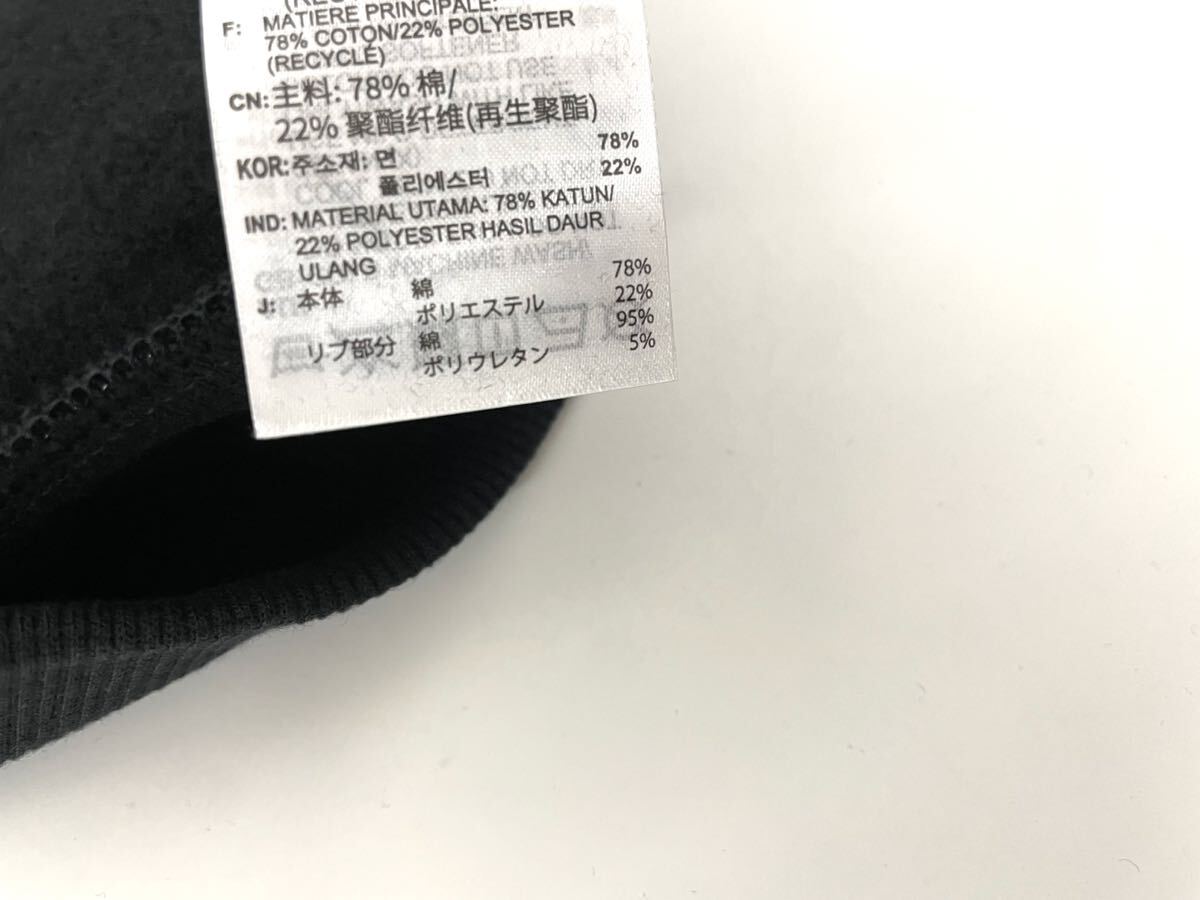 F: MATIERE PRINCIPALE:
78% COTON/22% POLYESTER
(RECYCLÉ)
CN: 主料: 78% 棉/
22% 聚酯纤维(再生聚酯)
KOR: 주소재: 면 78%
폴리에스터 22%
IND: MATERIAL UTAMA: 78% KATUN/
22% POLYESTER HASIL DAUR
ULANG
J: 本体 綿 78%
ポリエステル 22%
リブ部分 綿 95%
ポリウレタン 5%